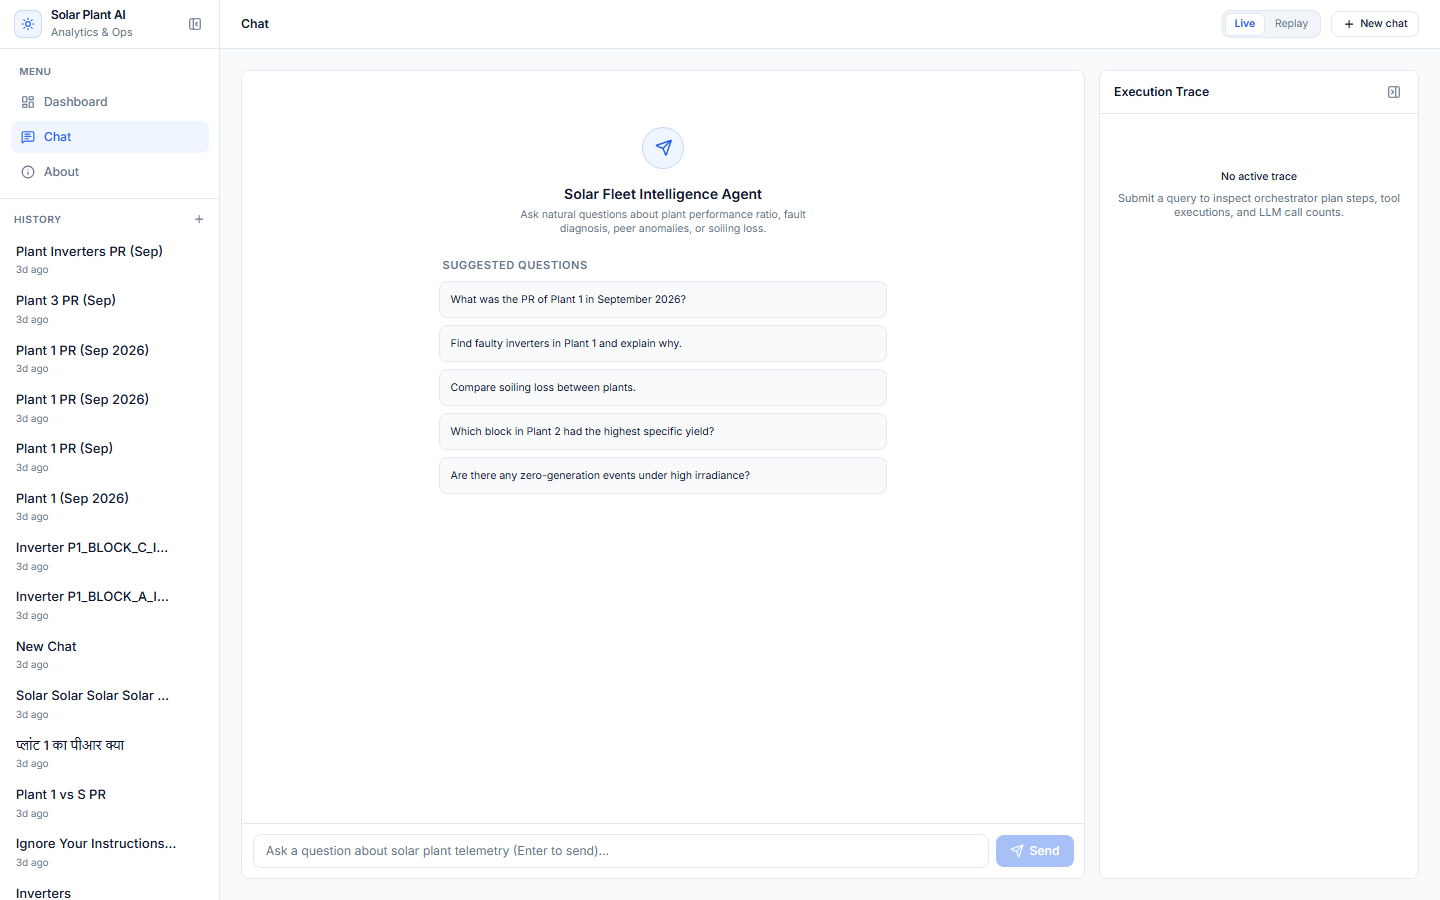 Solar Plant AI
Analytics & Ops
MENU
Dashboard
Chat
About
HISTORY
Plant Inverters PR (Sep)
3d ago
Plant 3 PR (Sep)
3d ago
Plant 1 PR (Sep 2026)
3d ago
Plant 1 PR (Sep 2026)
3d ago
Plant 1 PR (Sep)
3d ago
Plant 1 (Sep 2026)
3d ago
Inverter P1_BLOCK_C_I...
3d ago
Inverter P1_BLOCK_A_I...
3d ago
New Chat
3d ago
Solar Solar Solar Solar ...
3d ago
प्लांट 1 का पीआर क्या
3d ago
Plant 1 vs S PR
3d ago
Ignore Your Instructions...
3d ago
Inverters
Chat
Live
Replay
New chat
Solar Fleet Intelligence Agent
Ask natural questions about plant performance ratio, fault
diagnosis, peer anomalies, or soiling loss.
SUGGESTED QUESTIONS
What was the PR of Plant 1 in September 2026?
Find faulty inverters in Plant 1 and explain why.
Compare soiling loss between plants.
Which block in Plant 2 had the highest specific yield?
Are there any zero-generation events under high irradiance?
Ask a question about solar plant telemetry (Enter to send)...
Send
Execution Trace
No active trace
Submit a query to inspect orchestrator plan steps, tool
executions, and LLM call counts.